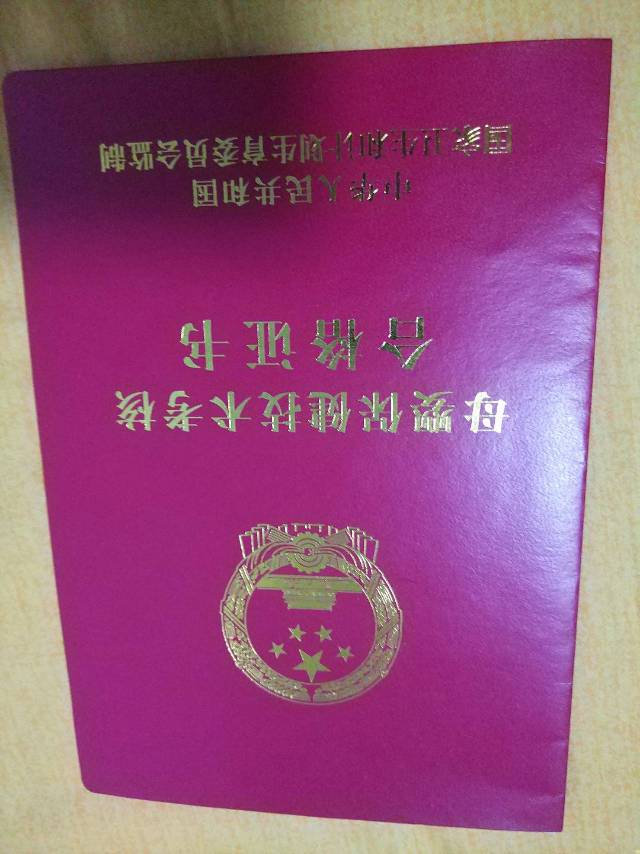 母婴保健技术考核
合格证书
中华人民共和国
国家卫生和计划生育委员会监制